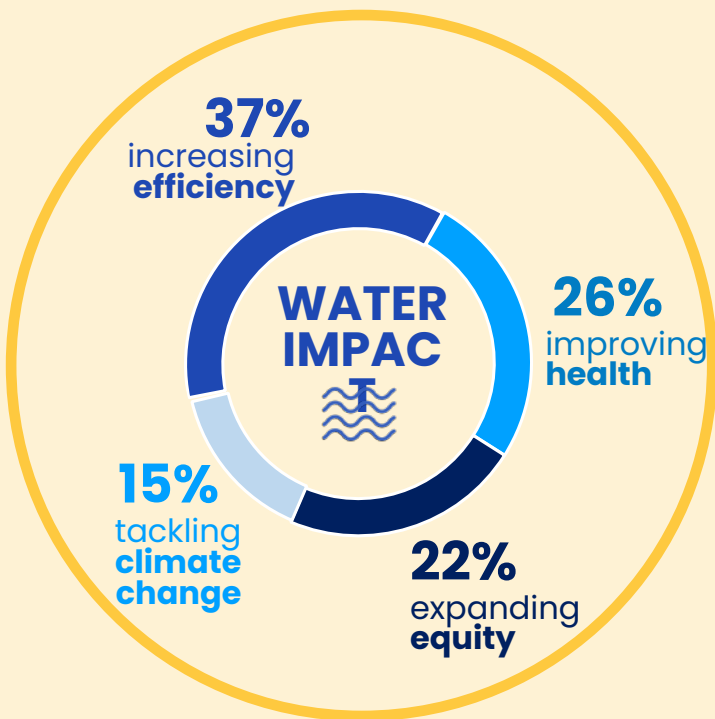 37%
increasing
efficiency
WATER
IMPAC
T
26%
improving
health
15%
tackling
climate
change
22%
expanding
equity